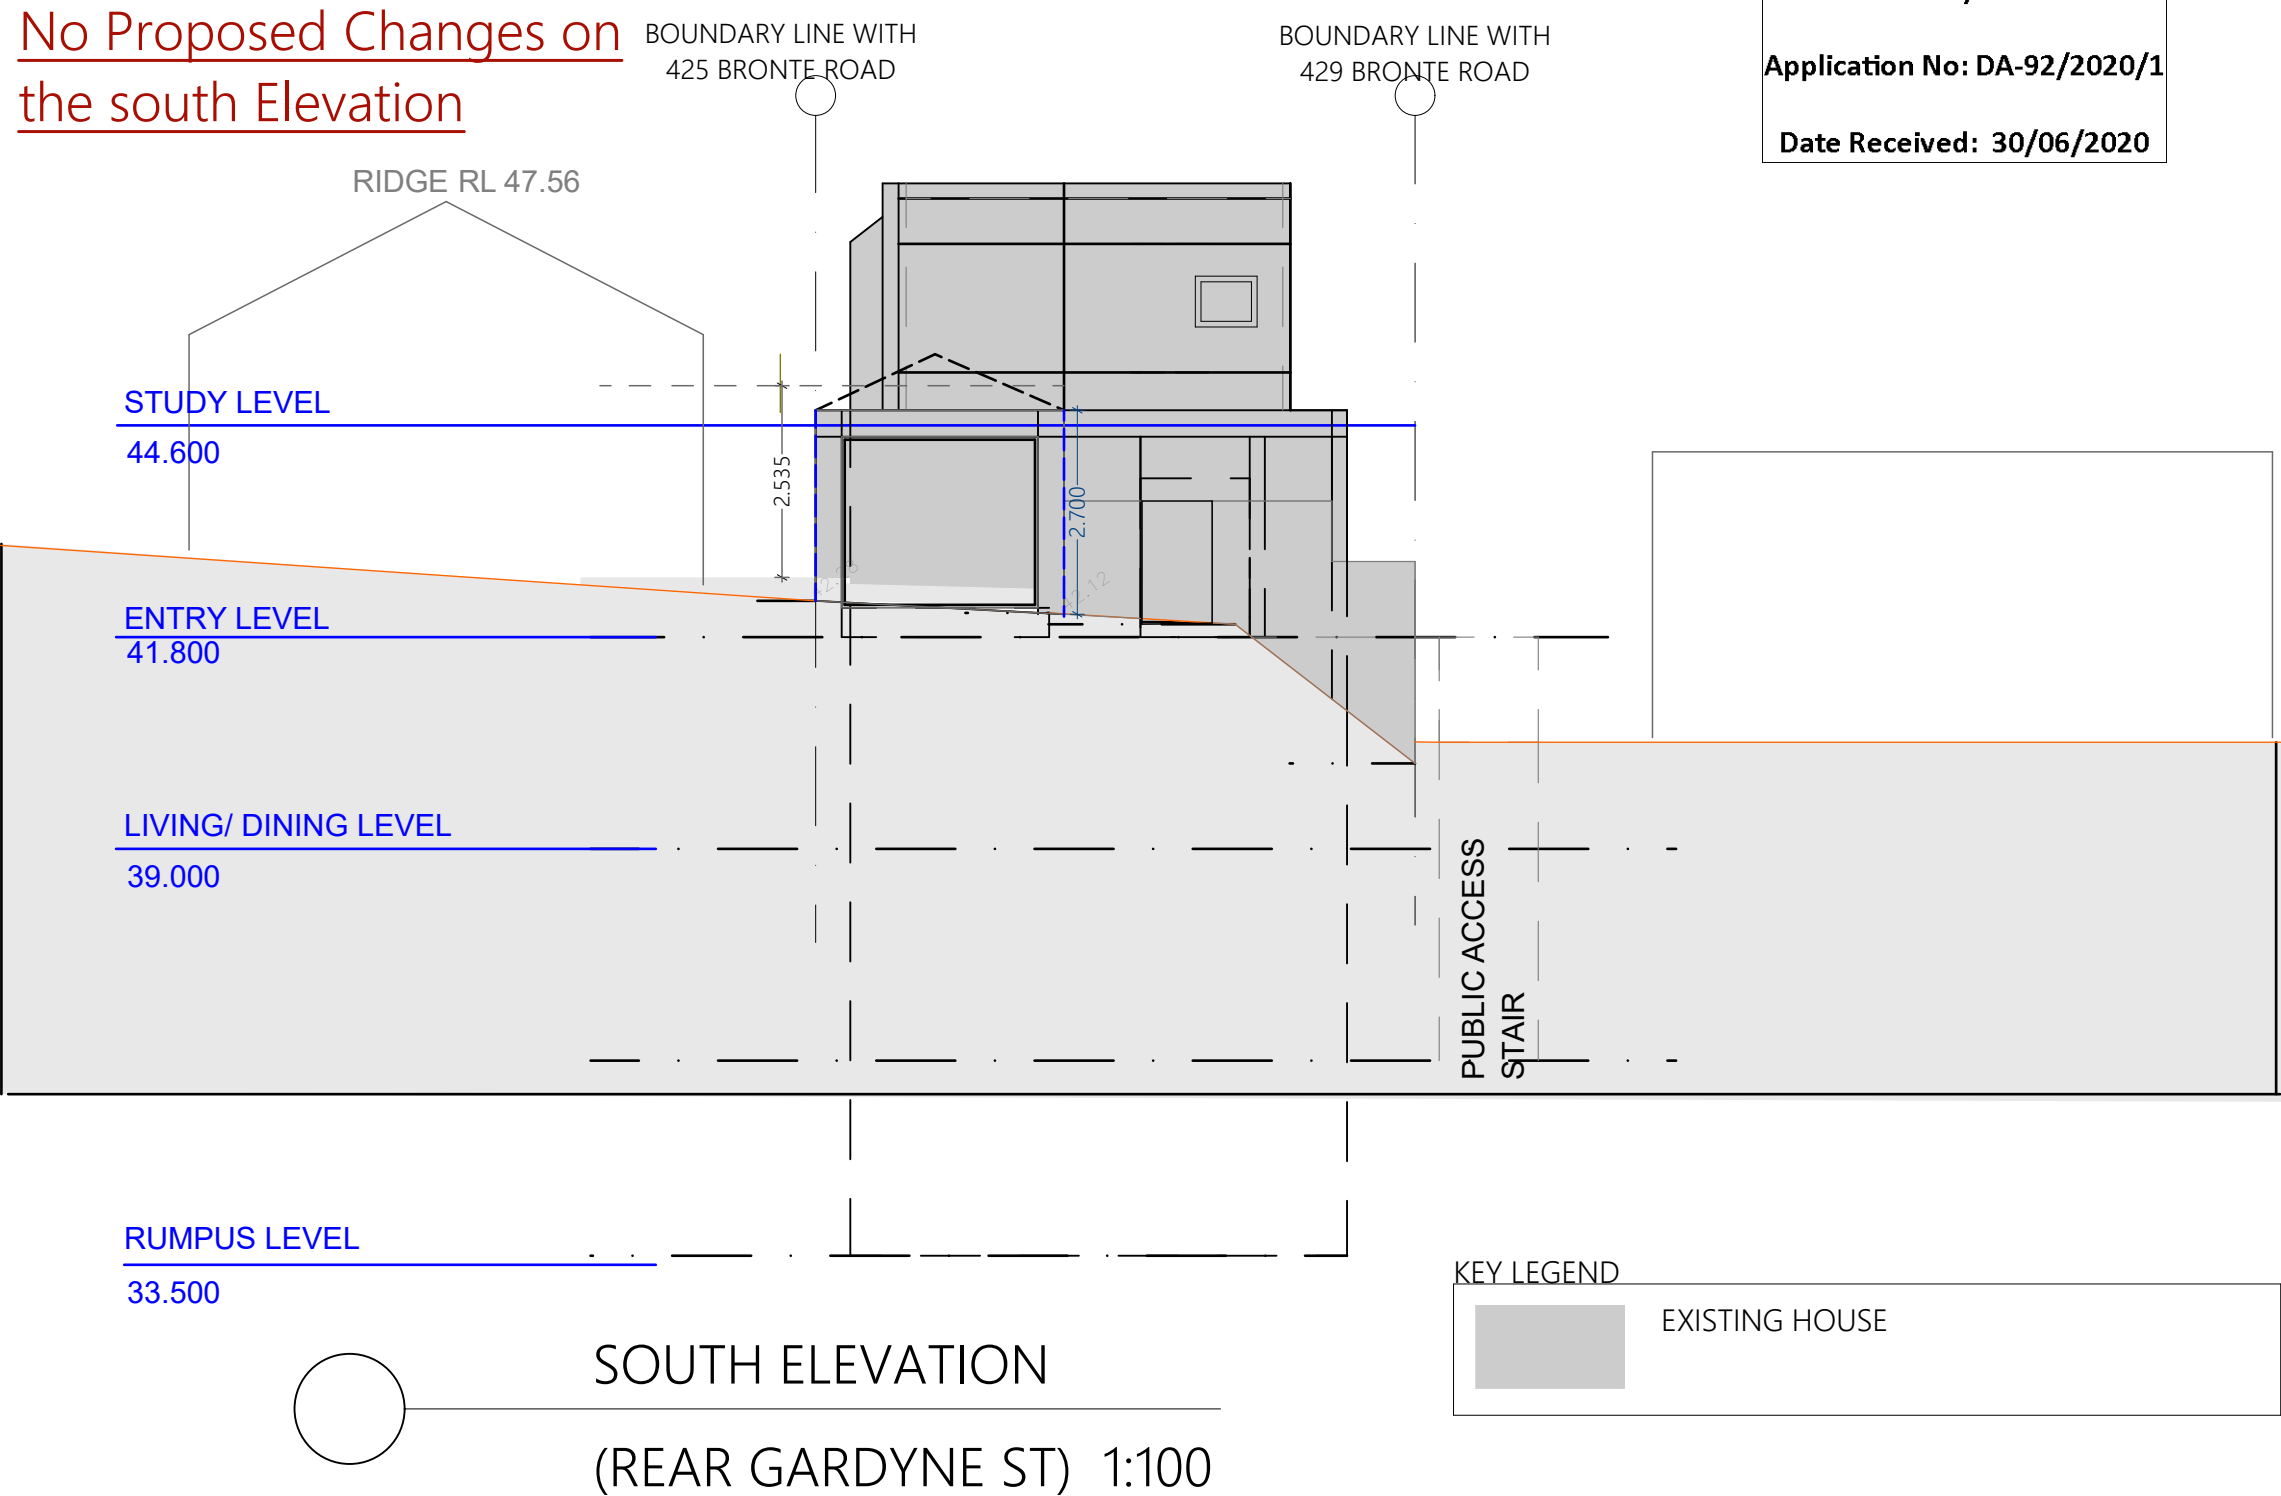 No Proposed Changes on
the south Elevation
BOUNDARY LINE WITH
425 BRONTE ROAD
BOUNDARY LINE WITH
429 BRONTE ROAD
Application No: DA-92/2020/1
Date Received: 30/06/2020
RIDGE RL 47.56
STUDY LEVEL
44.600
2.535
2.700
42.12
ENTRY LEVEL
41.800
LIVING/ DINING LEVEL
39.000
PUBLIC ACCESS
STAIR
RUMPUS LEVEL
33.500
KEY LEGEND
EXISTING HOUSE
SOUTH ELEVATION
(REAR GARDYNE ST) 1:100